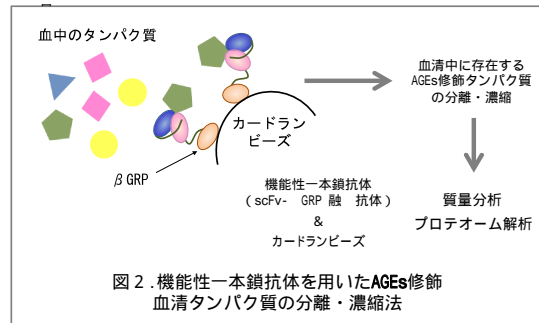 血中のタンパク質
カードラン
ビーズ
βGRP
血清中に存在する
AGEs修飾タンパク質
の分離・濃縮
機能性一本鎖抗体
(scFv- GRP 融 抗体)
&
カードランビーズ
質量分析
プロテオーム解析
図２.機能性一本鎖抗体を用いたAGEs修飾
血清タンパク質の分離・濃縮法